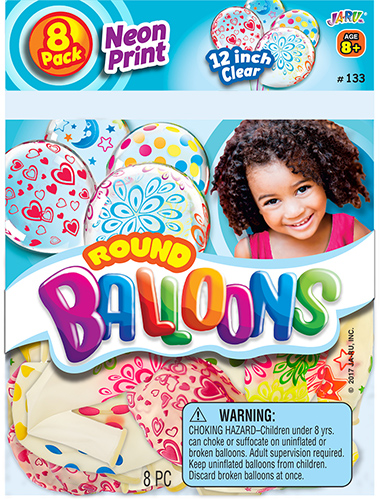 8
Pack
Neon
Print
12 inch
Clear
JA-RU
AGE
8+
# 133
ROUND
BALLOONS
© 2017 JA-RU, INC.
WARNING:
CHOKING HAZARD–Children under 8 yrs.
can choke or suffocate on uninflated or
broken balloons. Adult supervision required.
Keep uninflated balloons from children.
Discard broken balloons at once.
8 PC